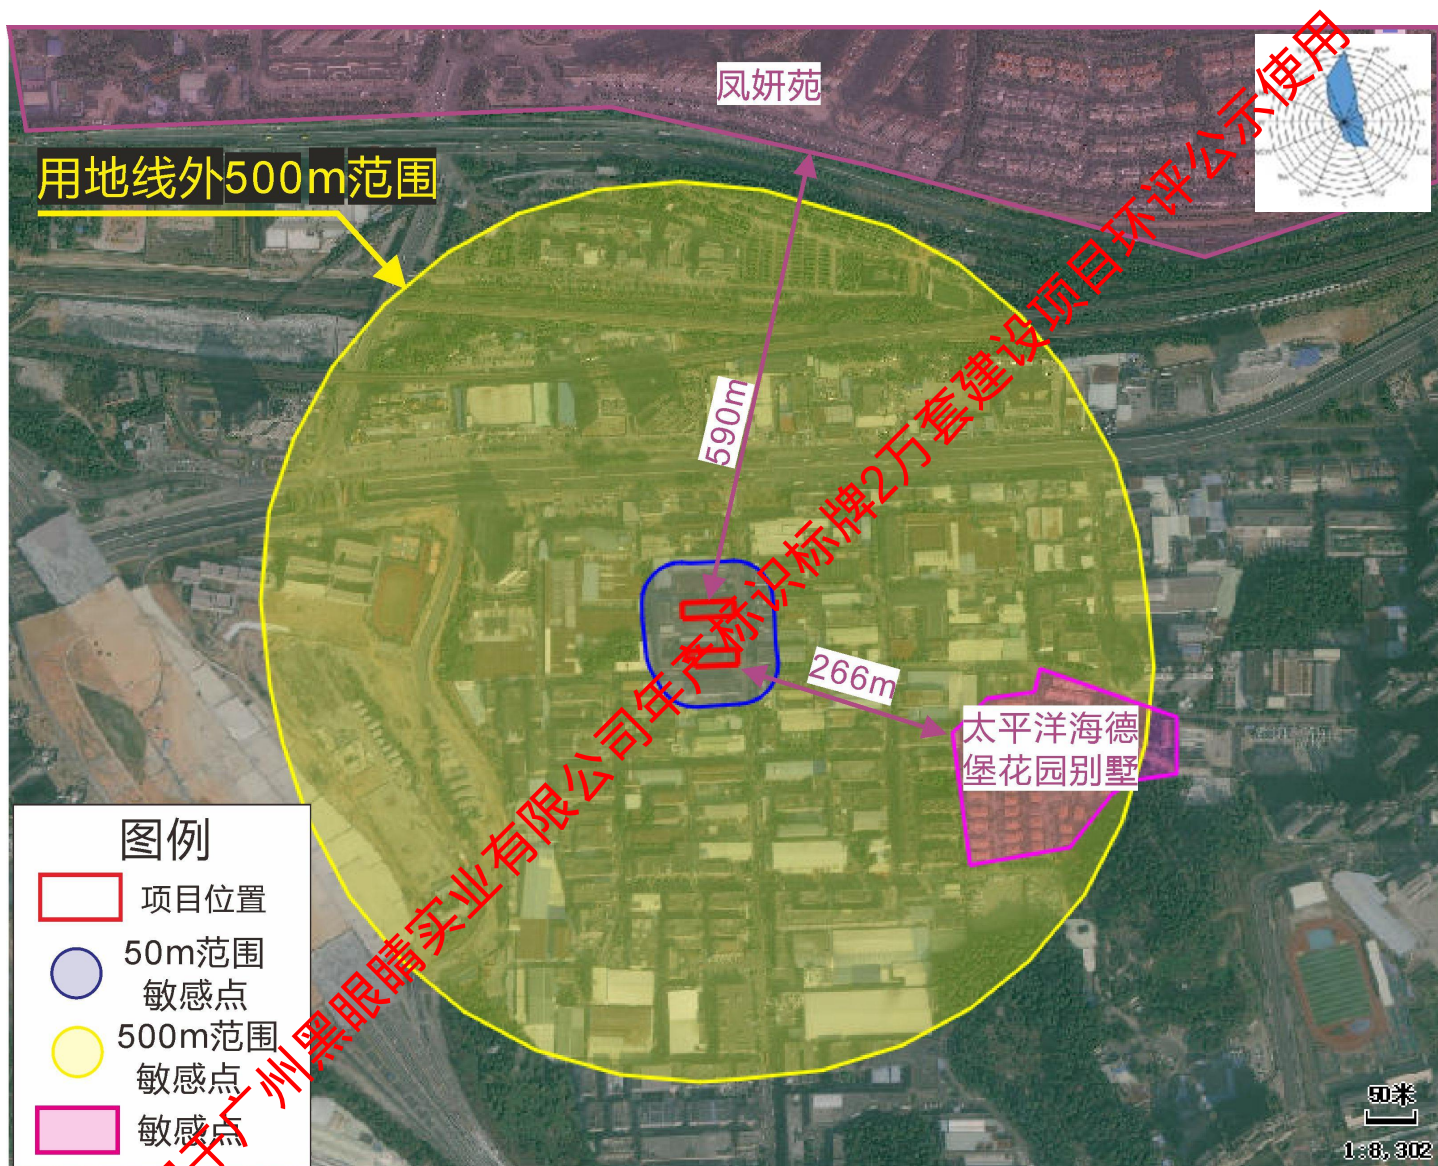 凤妍苑
用地线外500m范围
590m
266m
太平洋海德
堡花园别墅
图例
项目位置
50m范围
敏感点
500m范围
敏感点
敏感点
于广州黑眼睛实业有限公司年产标识标牌2万套建设项目环评公示使用
50米
1:8,302